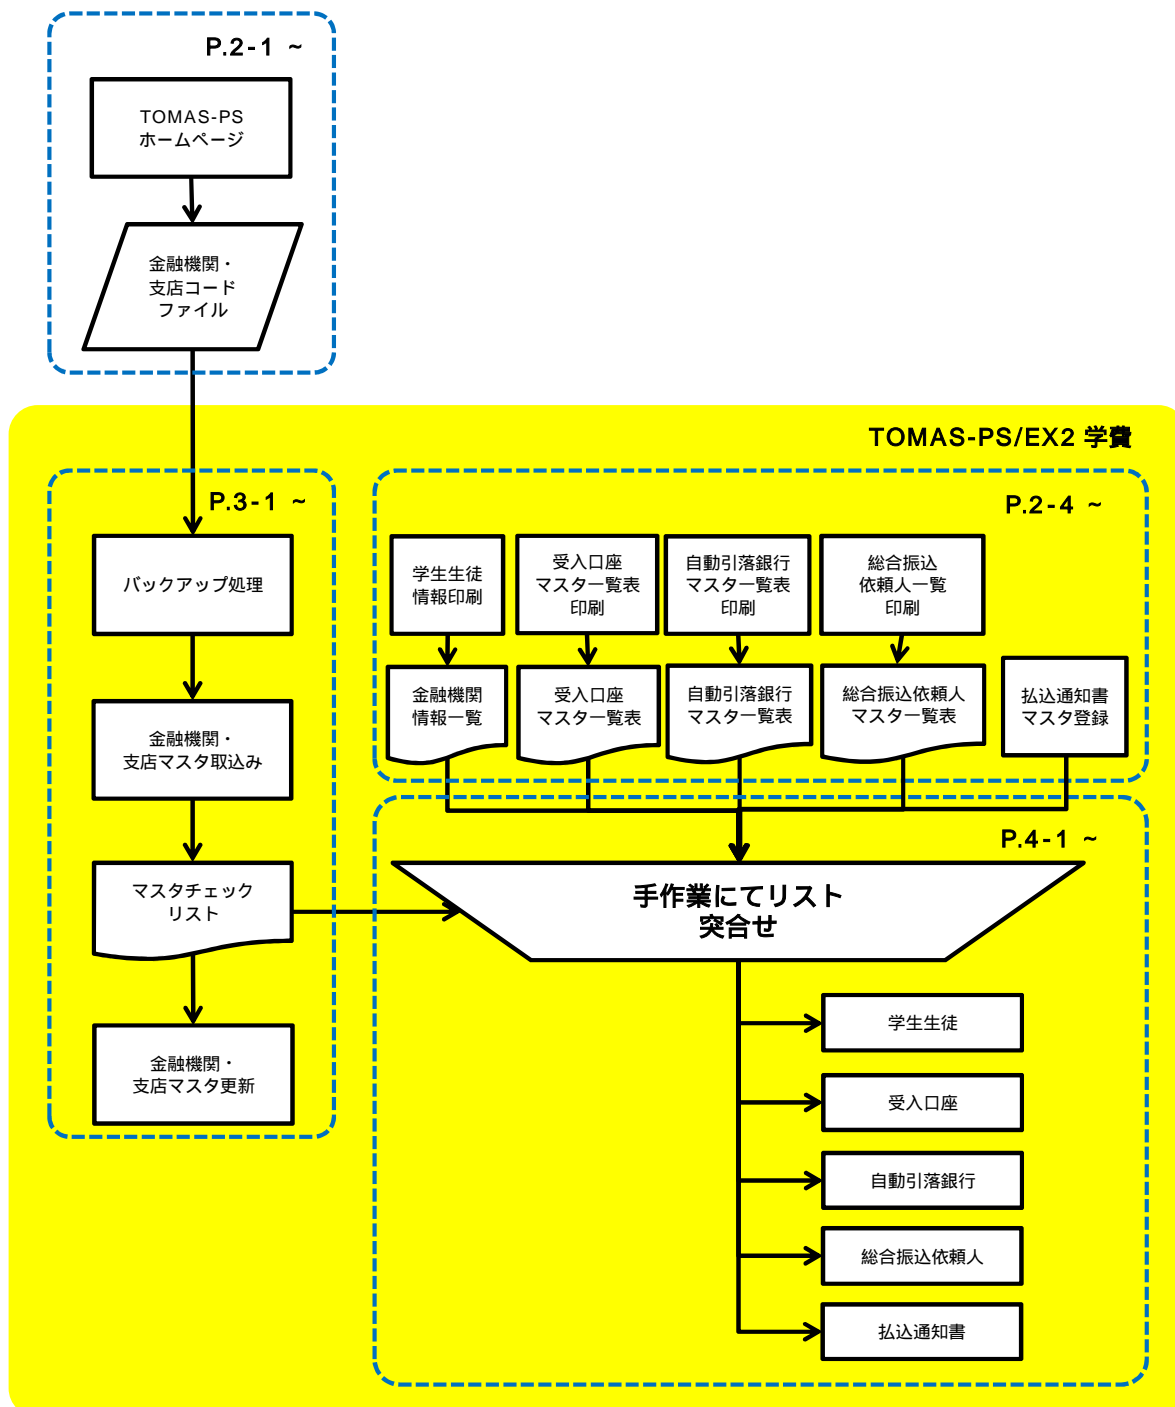 P.2-1 ~
TOMAS-PS
ホームページ
金融機関・
支店コード
ファイル
TOMAS-PS/EX2 学費
P.3-1 ~
バックアップ処理
金融機関・
支店マスタ取込み
マスタチェック
リスト
金融機関・
支店マスタ更新
P.2-4 ~
学生生徒
情報印刷
受入口座
マスタ一覧表
印刷
自動引落銀行
マスタ一覧表
印刷
総合振込
依頼人一覧
印刷
金融機関
情報一覧
受入口座
マスタ一覧表
自動引落銀行
マスタ一覧表
総合振込依頼人
マスタ一覧表
払込通知書
マスタ登録
P.4-1 ~
手作業にてリスト
突合せ
学生生徒
受入口座
自動引落銀行
総合振込依頼人
払込通知書